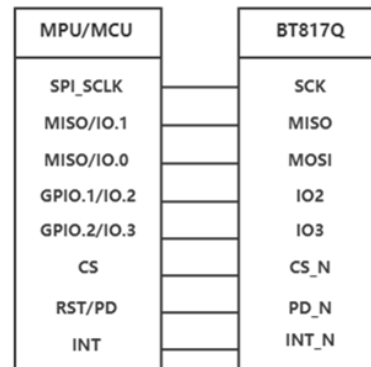 MPU/MCU BT817Q
SPI_SCLK SCK
MISO/IO.1 MISO
MISO/IO.0 MOSI
GPIO.1/IO.2 IO2
GPIO.2/IO.3 IO3
CS CS_N
RST/PD PD_N
INT INT_N